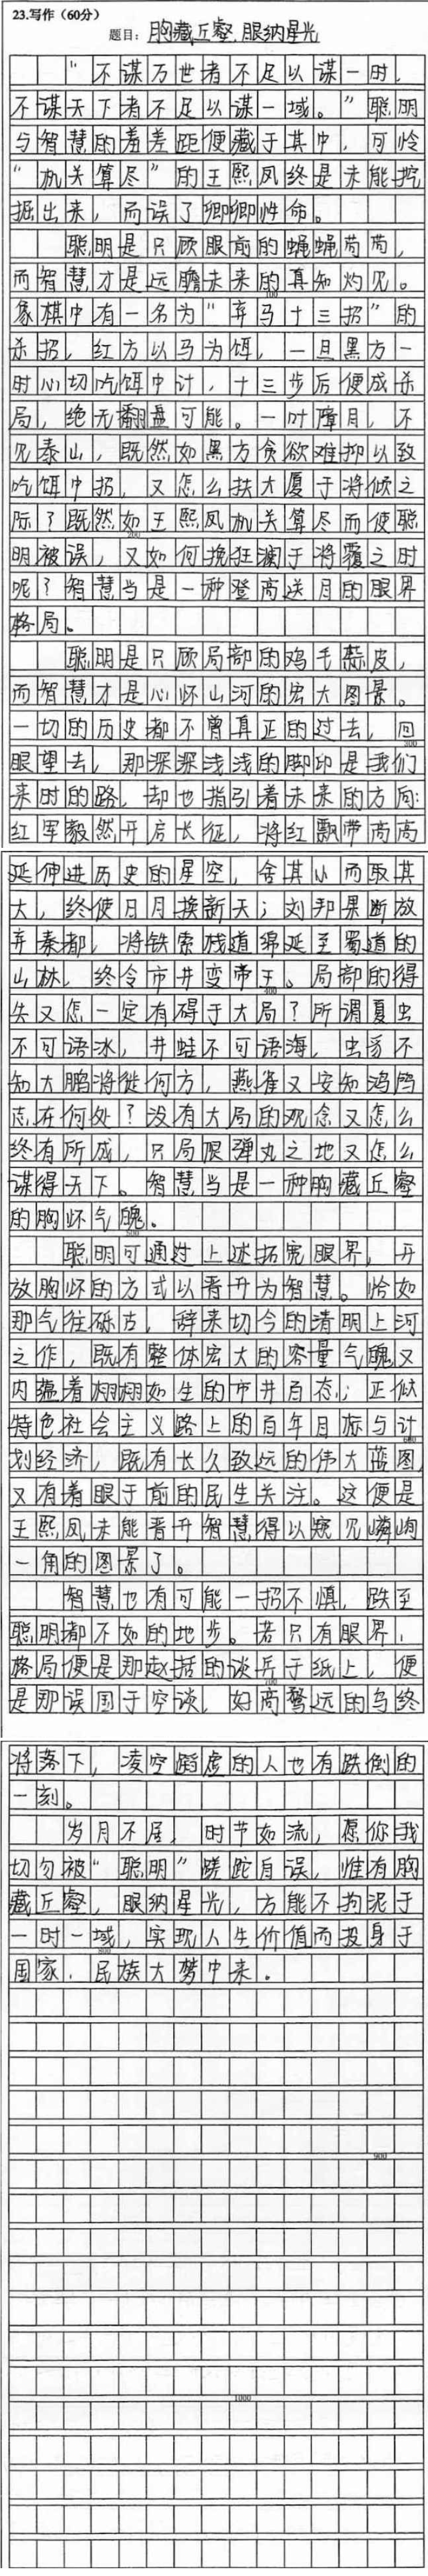 23.写作（60分）
题目：胸藏丘壑，眼纳星光
“不谋万世者不足以谋一时，
不谋天下者不足以谋一域。”聪明
与智慧的差距便藏于其中，可怜
“机关算尽”的王熙凤终是未能挖
掘出来，而误了卿卿性命。
聪明是只顾眼前的蝇蝇苟苟，
而智慧才是远瞻未来的真知灼见。
100
象棋中有一名为“弃马十三招”的
杀招，红方以马为饵，一旦黑方一
时心切吃饵中计，十三步后便成杀
局，绝无翻盘可能。一叶障目，不
见泰山，既然如黑方贪欲难抑以致
吃饵中招，又怎么扶大厦于将倾之
际？既然如王熙凤机关算尽而使聪
200
明被误，又如何挽狂澜于将覆之时
呢？智慧当是一种登高送目的眼界
格局。
聪明是只顾局部的鸡毛蒜皮，
而智慧才是心怀山河的宏大图景。
一切的历史都不曾真正的过去，回
300
眼望去，那深深浅浅的脚印是我们
来时的路，却也指引着未来的方向：
红军毅然开启长征，将红飘带高高
延伸进历史的星空，舍其小而取其
大，终使日月换新天；刘邦果断放
弃秦都，将铁索栈道绵延至蜀道的
山林，终令市井变帝王。局部的得
400
失又怎一定有碍于大局？所谓夏虫
不可语冰，井蛙不可语海，虫豸不
知大鹏将徙何方，燕雀又安知鸿鹄
志在何处？没有大局的观念又怎么
终有所成，只局限弹丸之地又怎么
谋得天下。智慧当是一种胸藏丘壑
的胸怀气魄。
500
聪明可通过上述拓宽眼界，开
放胸怀的方式以晋升为智慧。恰如
那气往砾古，辞来切今的清明上河
之作，既有整体宏大的容量气魄又
内蕴着栩栩如生的市井百态；正似
特色社会主义路上的百年目标与计
600
划经济，既有长久致远的伟大蓝图，
又有着眼于前的民生关注。这便是
王熙凤未能晋升智慧得以窥见嶙峋
一角的图景了。
智慧也有可能一招不慎，跌至
聪明都不如的地步。若只有眼界，
格局便是那赵括的谈兵于纸上，便
700
是那误国于空谈，好高骛远的鸟终
将落下，凌空蹈虚的人也有跌倒的
一刻。
岁月不居，时节如流，愿你我
切勿被“聪明”蹉跎自误，惟有胸
藏丘壑，眼纳星光，方能不拘泥于
一时一域，实现人生价值而投身于
800
国家、民族大梦中来。
900
1000